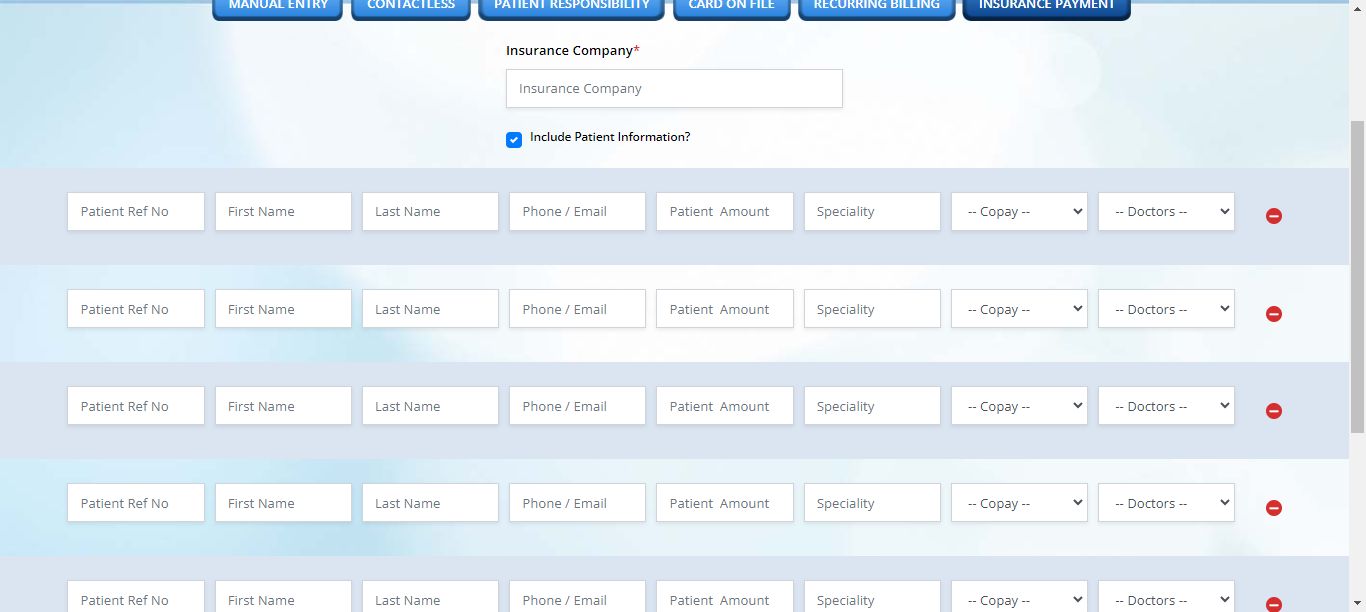 MANUAL ENTRY CONTACTLESS PATIENT RESPONSIBILITY CARD ON FILE RECURRING BILLING INSURANCE PAYMENT
Insurance Company*
Insurance Company
Include Patient Information?
Patient Ref No First Name Last Name Phone / Email Patient  Amount Speciality -- Copay -- -- Doctors --
Patient Ref No First Name Last Name Phone / Email Patient  Amount Speciality -- Copay -- -- Doctors --
Patient Ref No First Name Last Name Phone / Email Patient  Amount Speciality -- Copay -- -- Doctors --
Patient Ref No First Name Last Name Phone / Email Patient  Amount Speciality -- Copay -- -- Doctors --
Patient Ref No First Name Last Name Phone / Email Patient  Amount Speciality -- Copay -- -- Doctors --